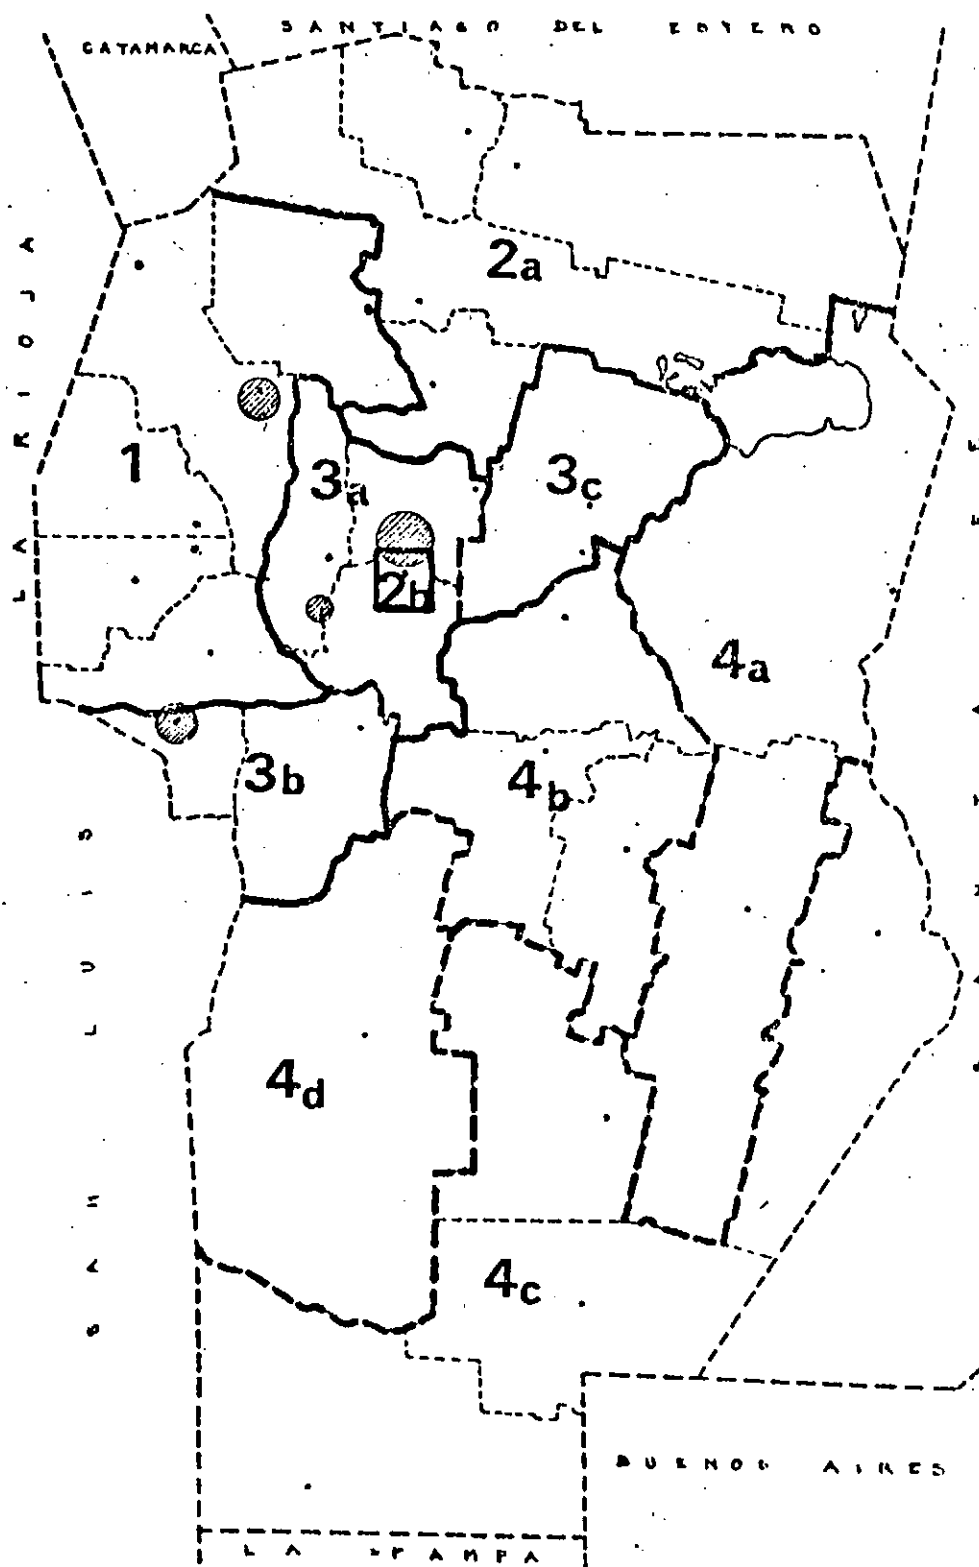 SANTIAGO DEL ESTERO
CATAMARCA
LA RIOJA
2a
1
3a
3c
2b
4a
3b
4b
SAN LUIS
4d
4c
BUENOS AIRES
LA PAMPA